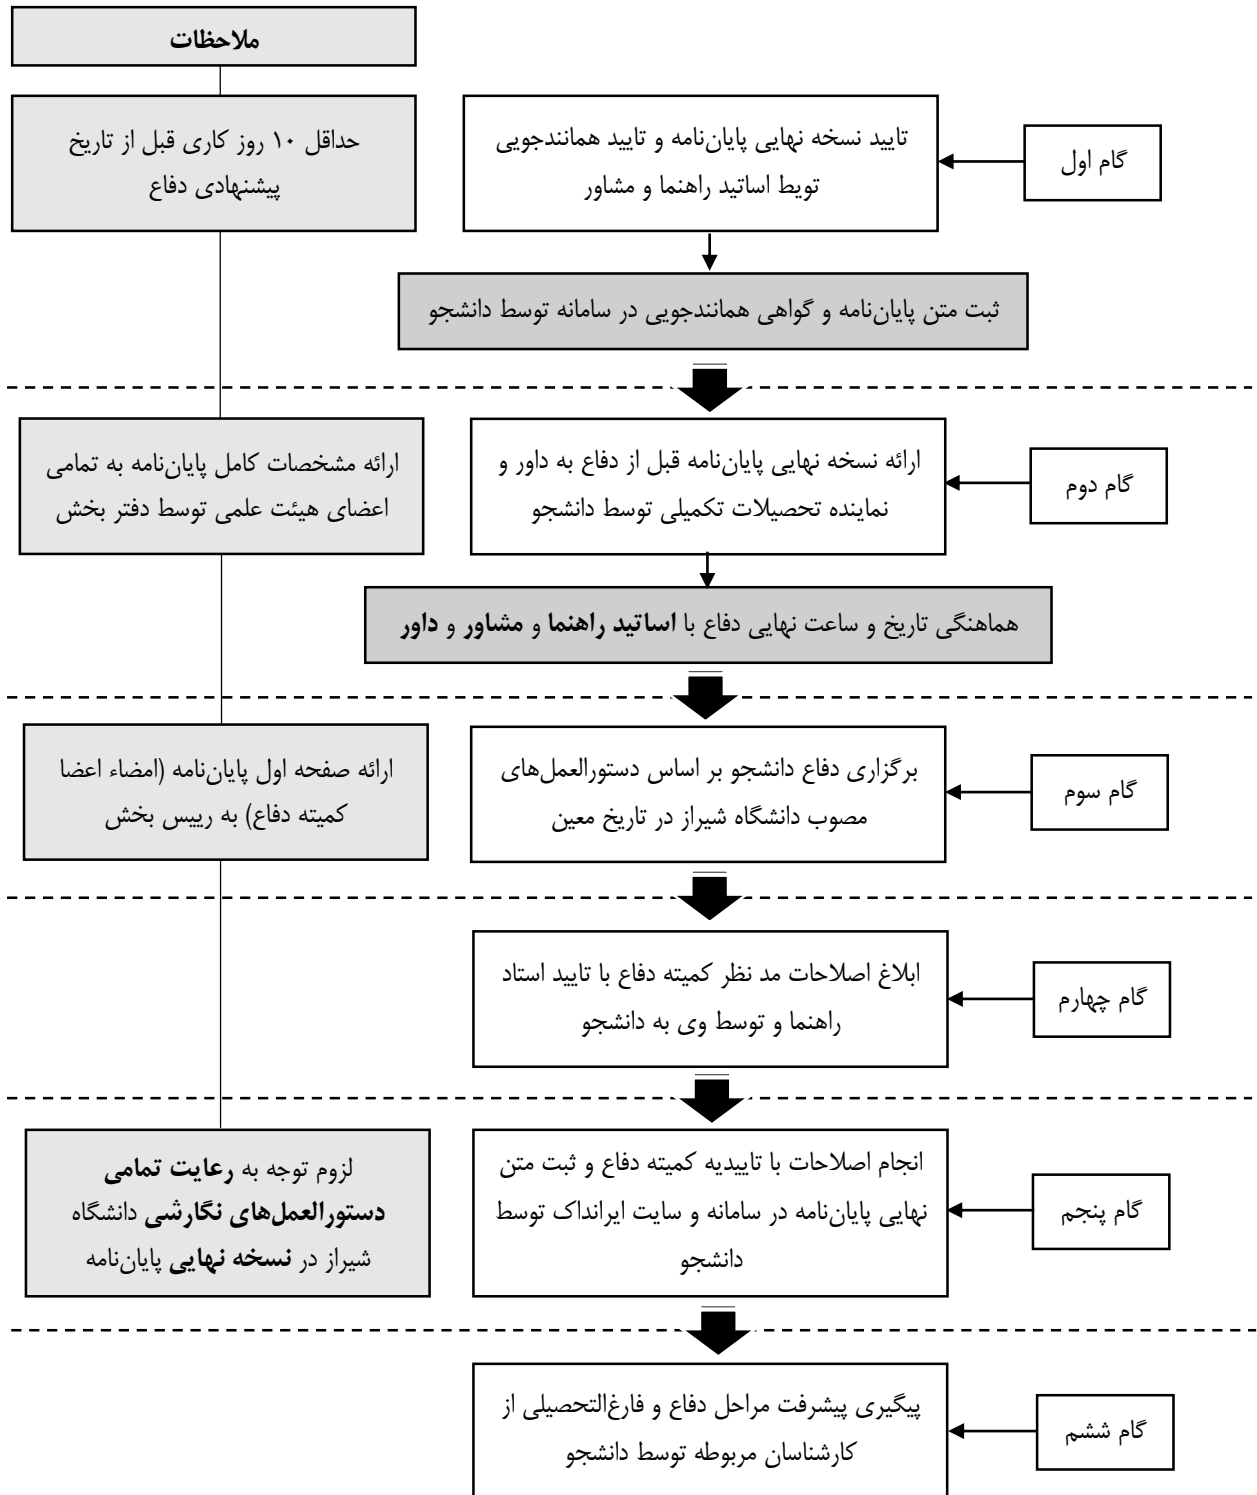 ملاحظات
گام اول
تایید نسخه نهایی پایان‌نامه و تایید همانندجویی
تویط اساتید راهنما و مشاور
حداقل ۱۰ روز کاری قبل از تاریخ
پیشنهادی دفاع
ثبت متن پایان‌نامه و گواهی همانندجویی در سامانه توسط دانشجو
گام دوم
ارائه نسخه نهایی پایان‌نامه قبل از دفاع به داور و
نماینده تحصیلات تکمیلی توسط دانشجو
ارائه مشخصات کامل پایان‌نامه به تمامی
اعضای هیئت علمی توسط دفتر بخش
هماهنگی تاریخ و ساعت نهایی دفاع با اساتید راهنما و مشاور و داور
گام سوم
برگزاری دفاع دانشجو بر اساس دستورالعمل‌های
مصوب دانشگاه شیراز در تاریخ معین
ارائه صفحه اول پایان‌نامه (امضاء اعضا
کمیته دفاع) به رییس بخش
گام چهارم
ابلاغ اصلاحات مد نظر کمیته دفاع با تایید استاد
راهنما و توسط وی به دانشجو
گام پنجم
انجام اصلاحات با تاییدیه کمیته دفاع و ثبت متن
نهایی پایان‌نامه در سامانه و سایت ایرانداک توسط
دانشجو
لزوم توجه به رعایت تمامی
دستورالعمل‌های نگارشی دانشگاه
شیراز در نسخه نهایی پایان‌نامه
گام ششم
پیگیری پیشرفت مراحل دفاع و فارغ‌التحصیلی از
کارشناسان مربوطه توسط دانشجو